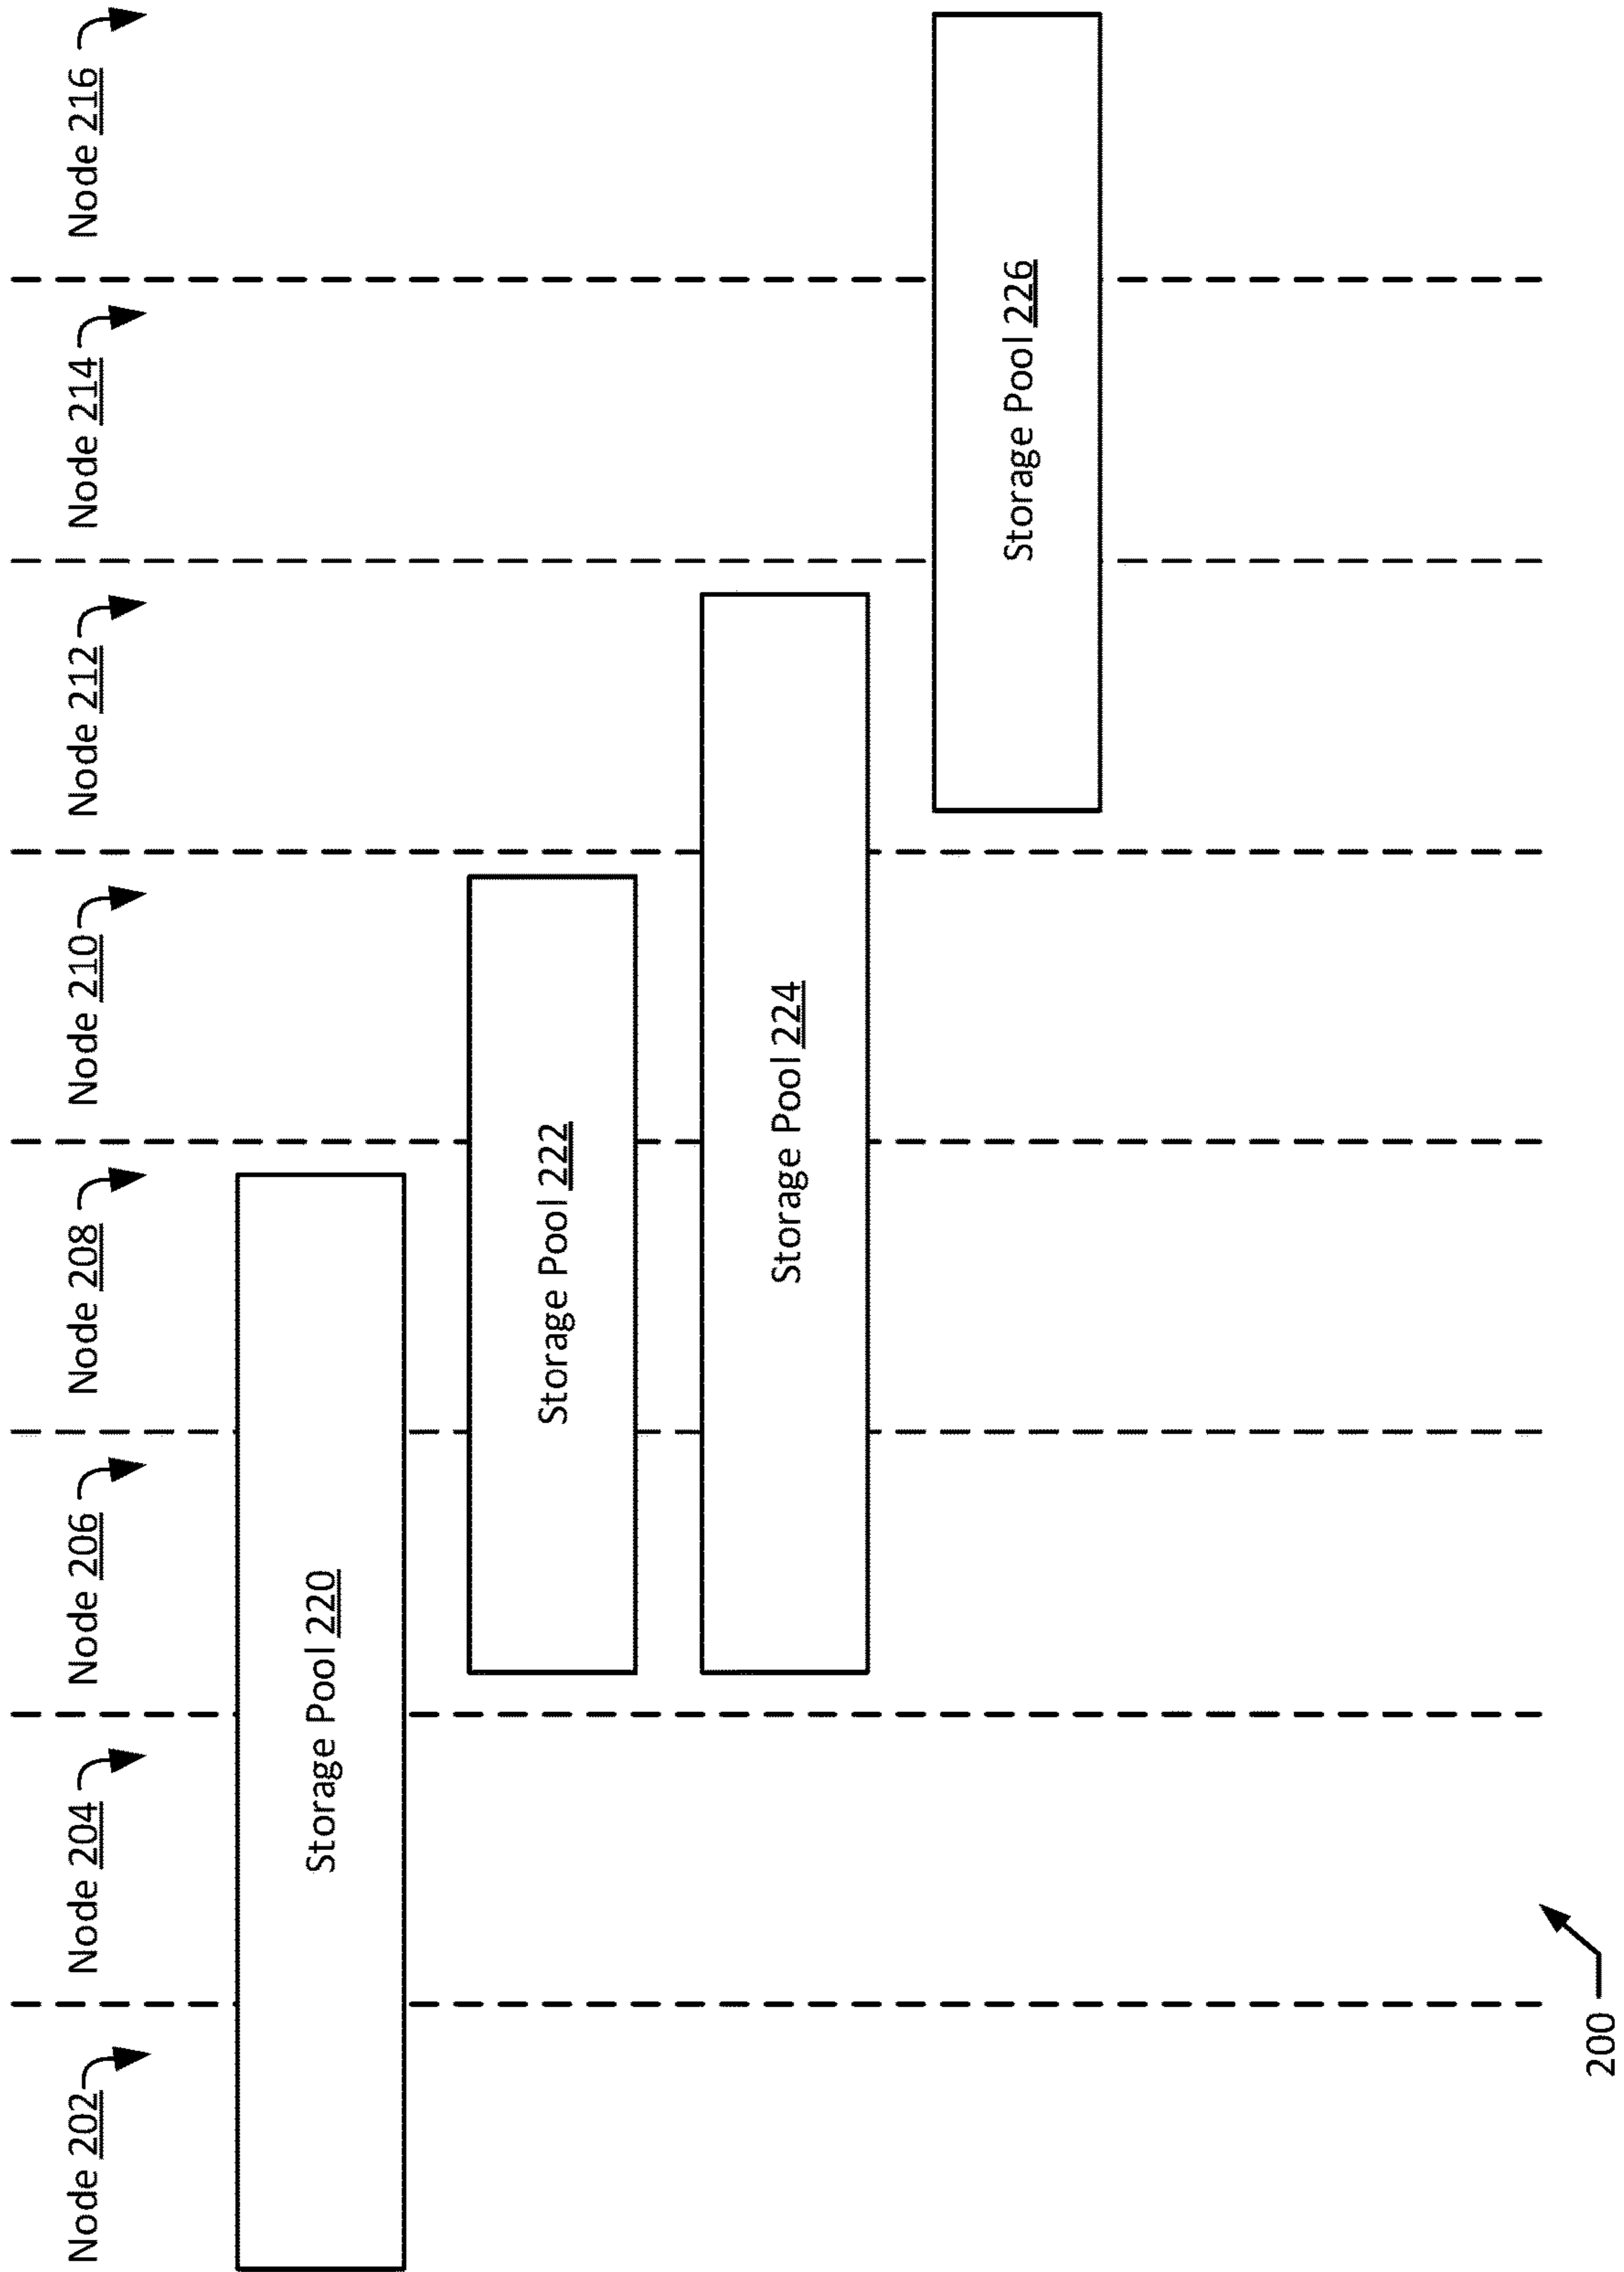 Node 202
Node 204
Node 206
Node 208
Node 210
Node 212
Node 214
Node 216
Storage Pool 220
Storage Pool 222
Storage Pool 224
Storage Pool 226
200